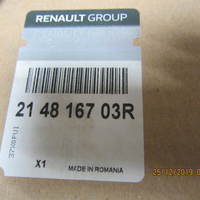 RENAULT GROUP
21 48 167 03R
X1
MADE IN ROMANIA